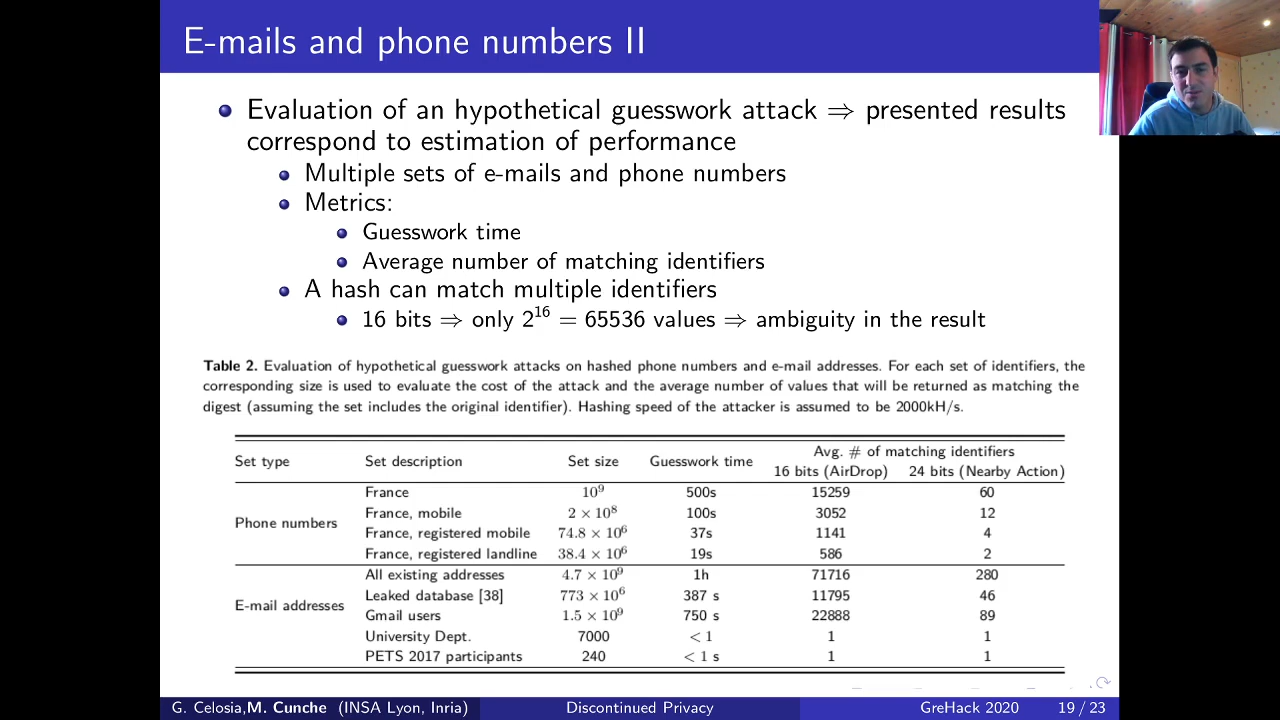 E-mails and phone numbers II
Evaluation of an hypothetical guesswork attack ⇒ presented results
correspond to estimation of performance
Multiple sets of e-mails and phone numbers
Metrics:
Guesswork time
Average number of matching identifiers
A hash can match multiple identifiers
16 bits ⇒ only 2^16 = 65536 values ⇒ ambiguity in the result
Table 2. Evaluation of hypothetical guesswork attacks on hashed phone numbers and e-mail addresses. For each set of identifiers, the
corresponding size is used to evaluate the cost of the attack and the average number of values that will be returned as matching the
digest (assuming the set includes the original identifier). Hashing speed of the attacker is assumed to be 2000kH/s.
Set type Set description Set size Guesswork time Avg. # of matching identifiers
16 bits (AirDrop) 24 bits (Nearby Action)
Phone numbers
France 10^9 500s 15259 60
France, mobile 2 × 10^8 100s 3052 12
France, registered mobile 74.8 × 10^6 37s 1141 4
France, registered landline 38.4 × 10^6 19s 586 2
E-mail addresses
All existing addresses 4.7 × 10^9 1h 71716 280
Leaked database [38] 773 × 10^6 387 s 11795 46
Gmail users 1.5 × 10^9 750 s 22888 89
University Dept. 7000 < 1 1 1
PETS 2017 participants 240 < 1 s 1 1
G. Celosia,M. Cunche (INSA Lyon, Inria) Discontinued Privacy GreHack 2020 19 / 23